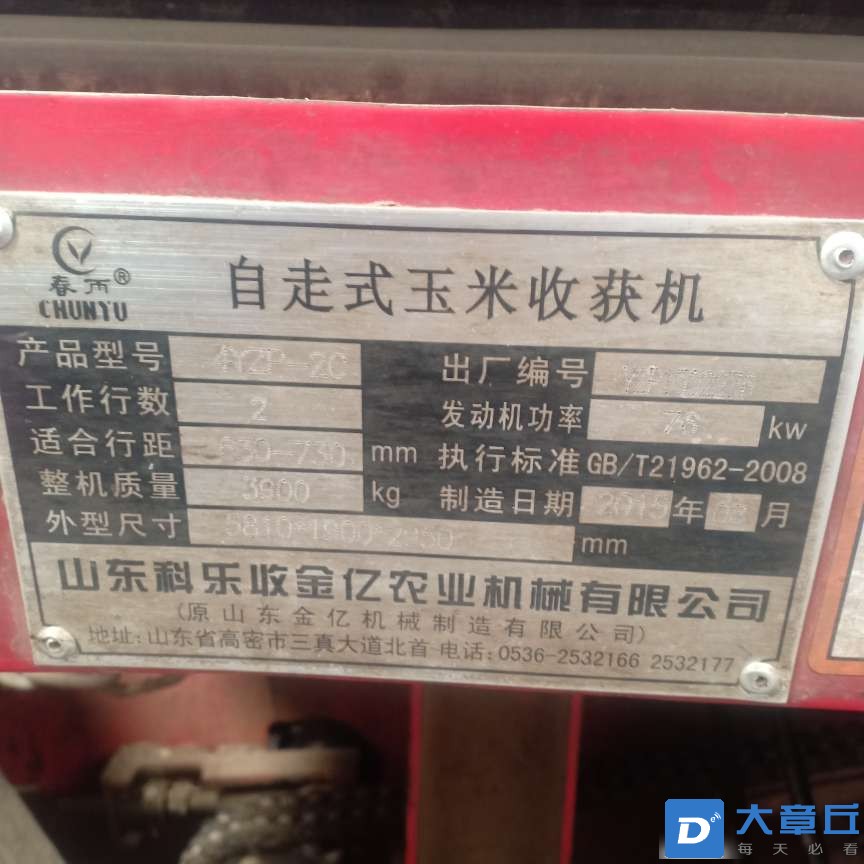 春雨®
CHUNYU
自走式玉米收获机
产品型号 4YZP-2C 出厂编号
工作行数 2 发动机功率 76 kw
适合行距 630-730 mm 执行标准 GB/T21962-2008
整机质量 3900 kg 制造日期 2015 年 月
外型尺寸 mm
山东科乐收金亿农业机械有限公司
(原山东金亿机械制造有限公司)
地址:山东省高密市三真大道北首 电话:0536-2532166 2532177
D
大章丘
每天必看